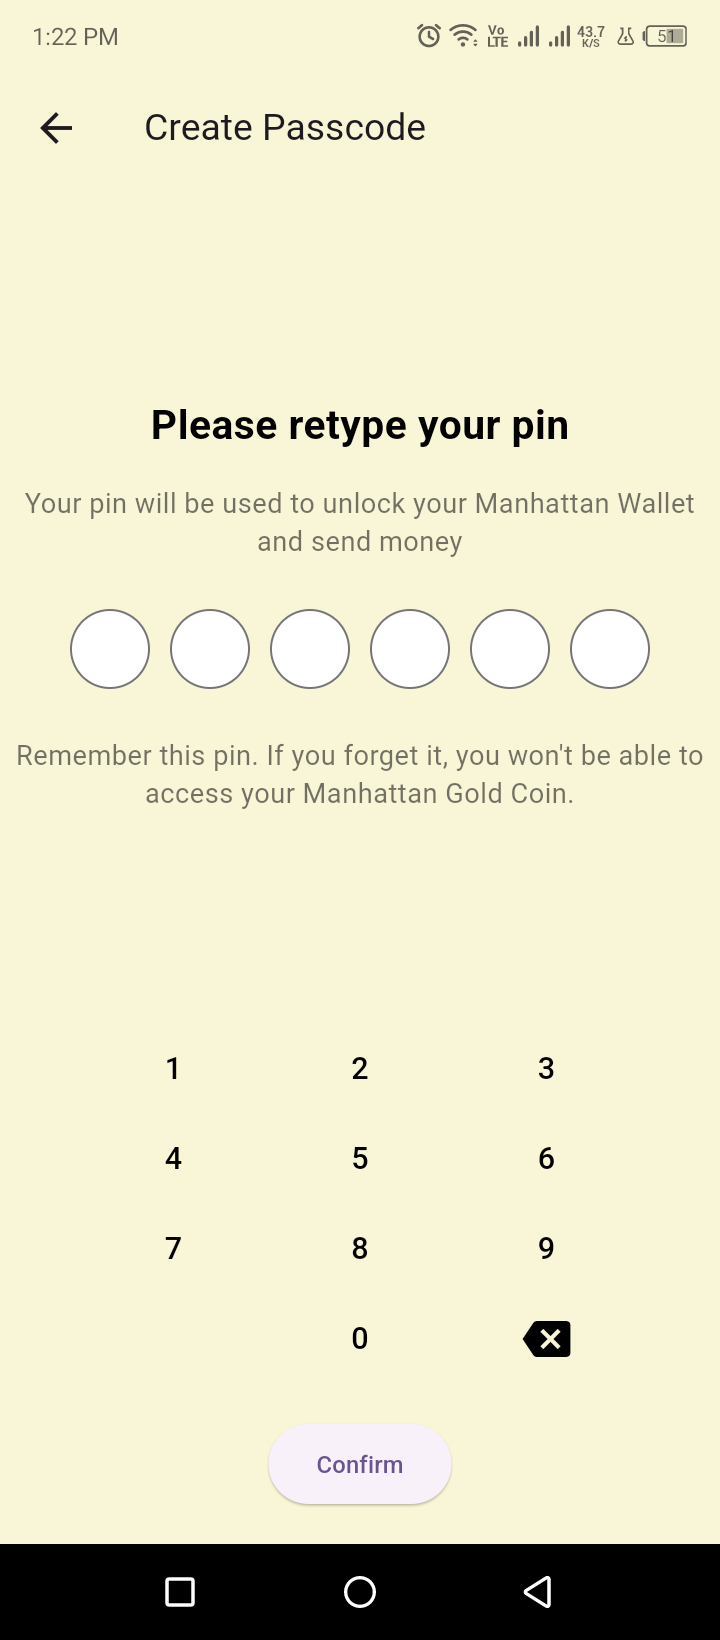 1:22 PM
Vo
LTE
43.7
K/S
51
Create Passcode
Please retype your pin
Your pin will be used to unlock your Manhattan Wallet
and send money
Remember this pin. If you forget it, you won't be able to
access your Manhattan Gold Coin.
1 2 3
4 5 6
7 8 9
0
Confirm